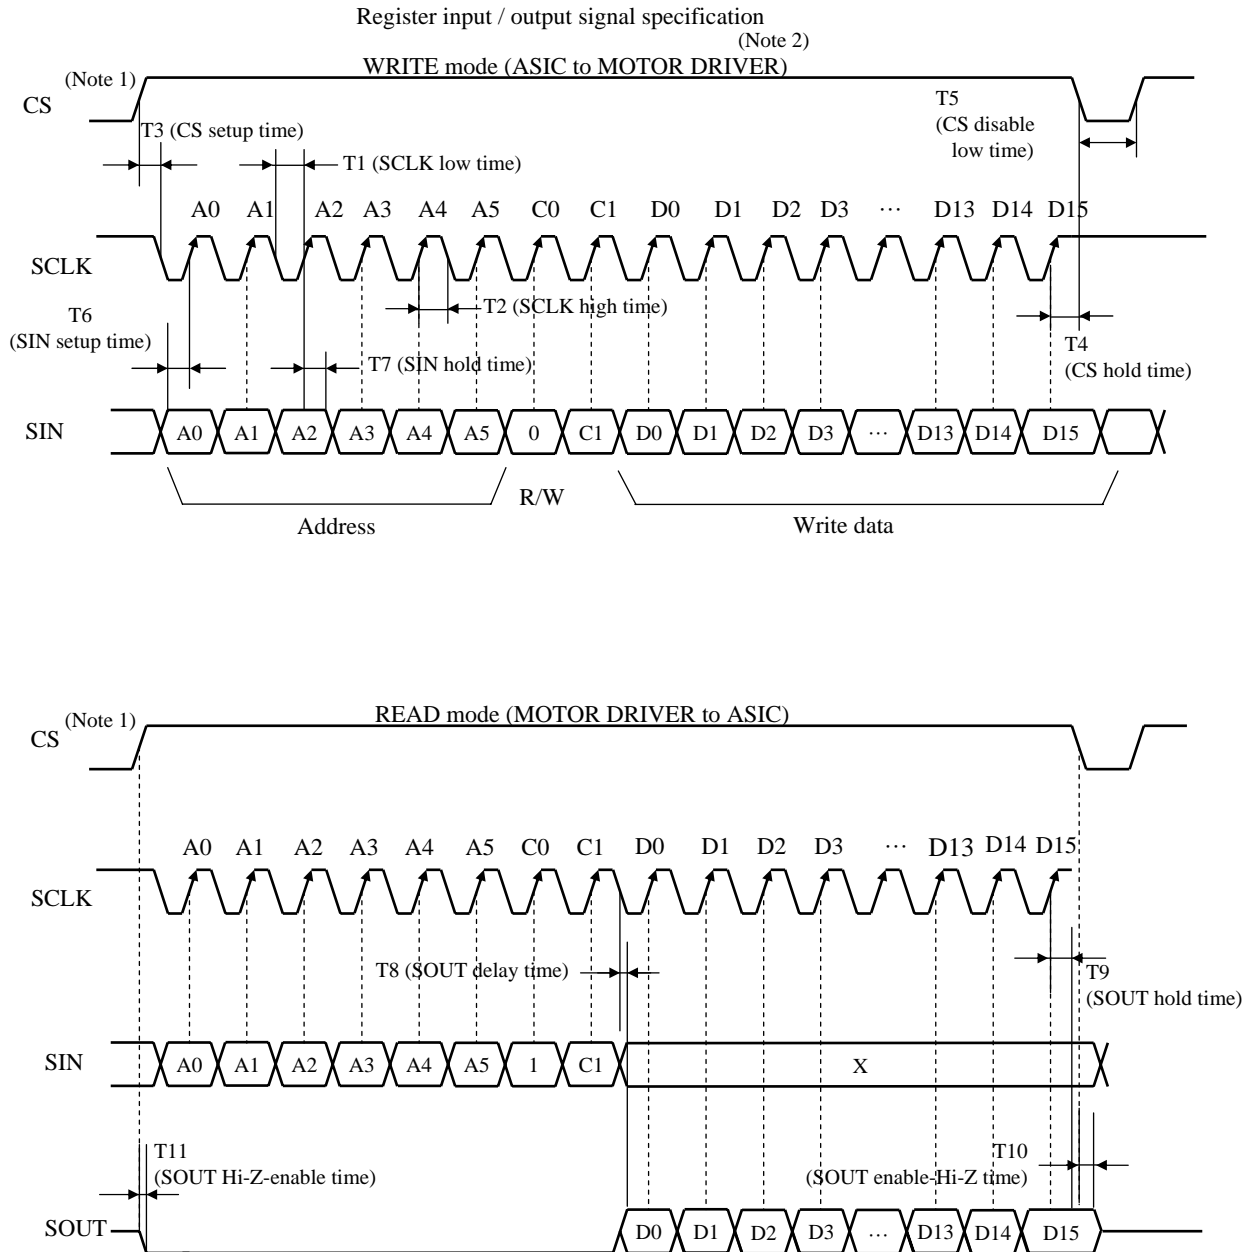 Register input / output signal specification
(Note 2)
WRITE mode (ASIC to MOTOR DRIVER)
(Note 1)
CS
T3 (CS setup time)
T1 (SCLK low time)
T5
(CS disable
low time)
A0 A1 A2 A3 A4 A5 C0 C1 D0 D1 D2 D3 ... D13 D14 D15
SCLK
T2 (SCLK high time)
T6
(SIN setup time)
T7 (SIN hold time)
T4
(CS hold time)
SIN
A0 A1 A2 A3 A4 A5 0 C1 D0 D1 D2 D3 ... D13 D14 D15
Address
R/W
Write data
READ mode (MOTOR DRIVER to ASIC)
(Note 1)
CS
A0 A1 A2 A3 A4 A5 C0 C1 D0 D1 D2 D3 ... D13 D14 D15
SCLK
T8 (SOUT delay time)
T9
(SOUT hold time)
SIN
A0 A1 A2 A3 A4 A5 1 C1 X
T11
(SOUT Hi-Z-enable time)
T10
(SOUT enable-Hi-Z time)
SOUT
D0 D1 D2 D3 ... D13 D14 D15